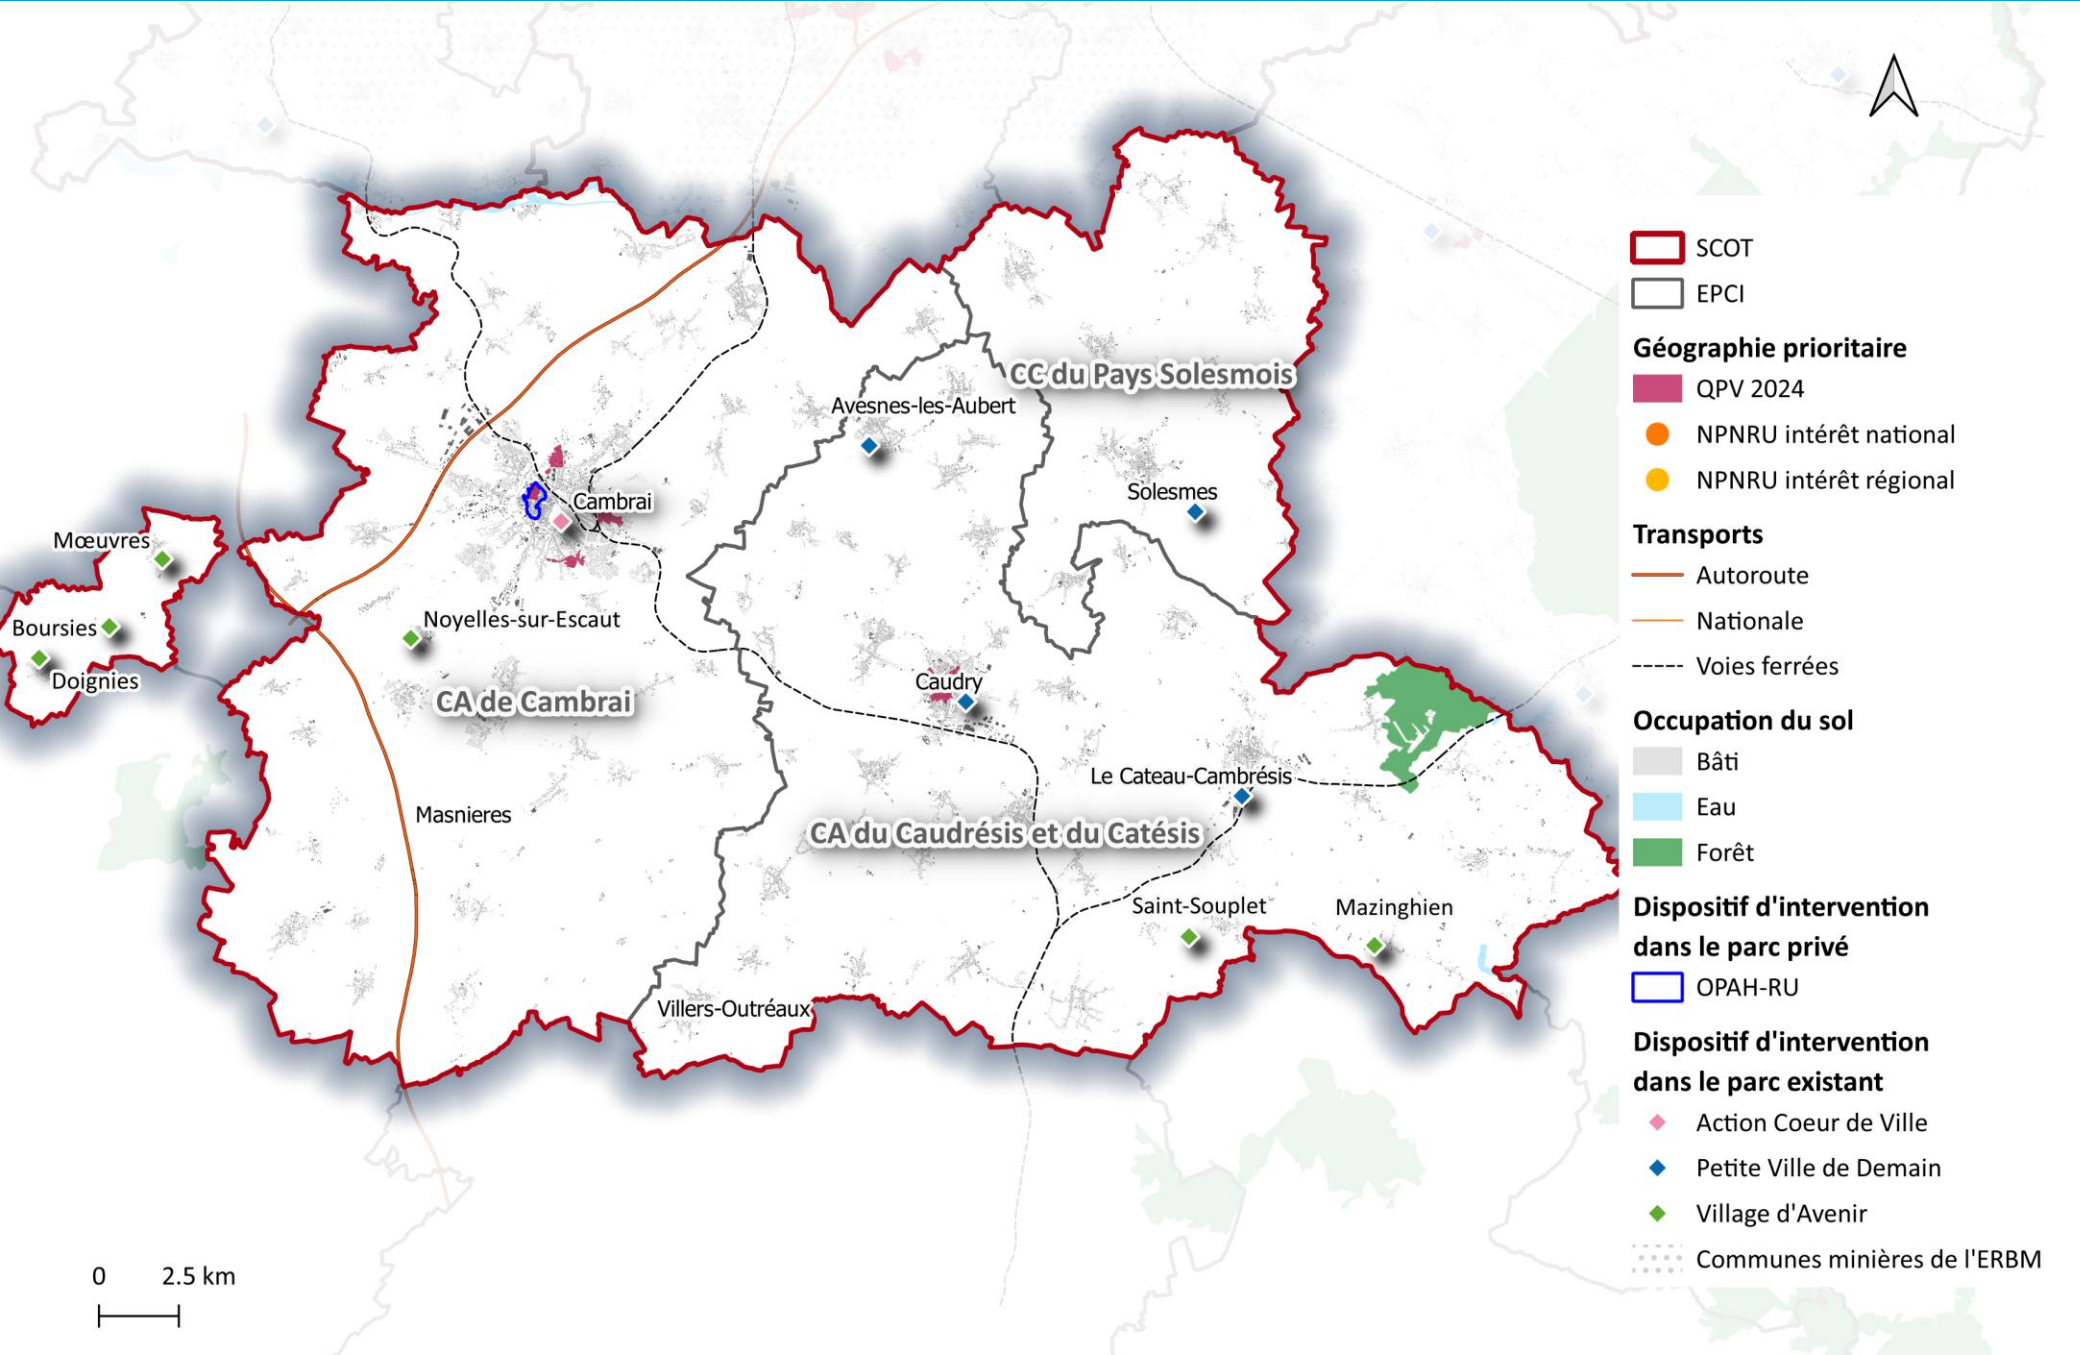 CC du Pays Solesmois
Avesnes-les-Aubert
Solesmes
Cambrai
Mœuvres
Boursies
Doignies
Noyelles-sur-Escaut
CA de Cambrai
Caudry
Le Cateau-Cambrésis
Masnieres
CA du Caudrésis et du Catésis
Saint-Souplet
Mazinghien
Villers-Outréaux
0 2.5 km
SCOT
EPCI
Géographie prioritaire
QPV 2024
NPNRU intérêt national
NPNRU intérêt régional
Transports
Autoroute
Nationale
Voies ferrées
Occupation du sol
Bâti
Eau
Forêt
Dispositif d'intervention
dans le parc privé
OPAH-RU
Dispositif d'intervention
dans le parc existant
Action Coeur de Ville
Petite Ville de Demain
Village d'Avenir
Communes minières de l'ERBM